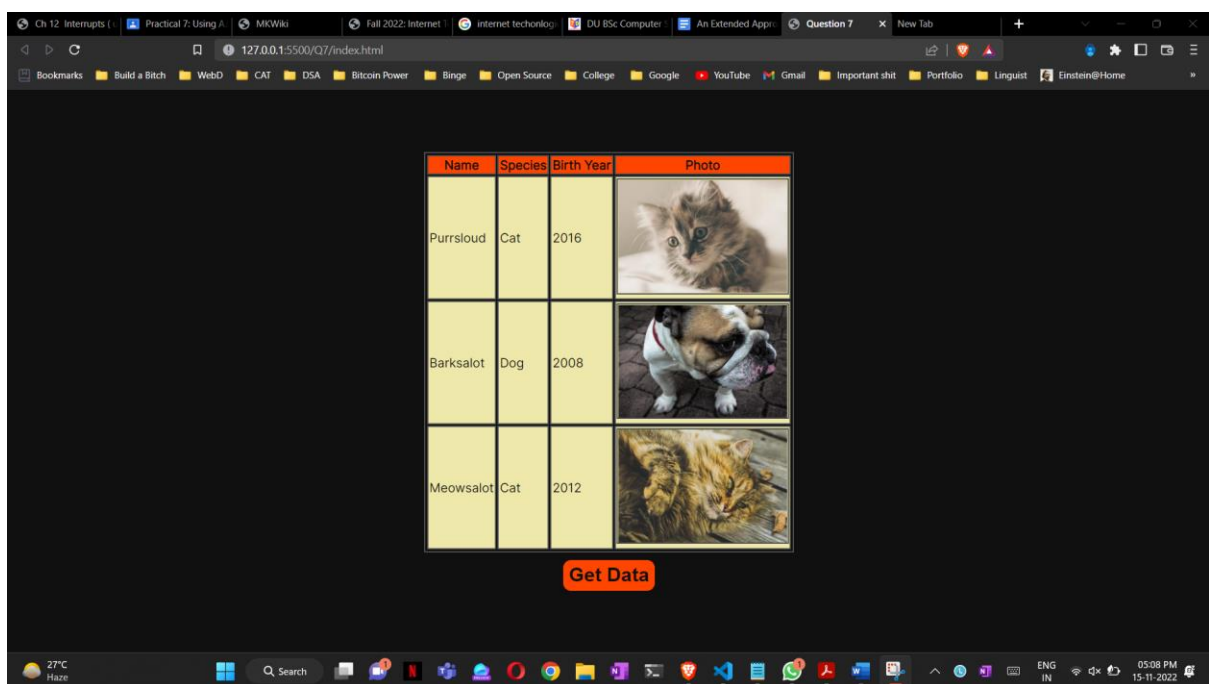 Ch 12 Interrupts (
Practical 7: Using A
MKWiki
Fall 2022: Internet T
internet techonlog
DU BSc Computer
An Extended Appro
Question 7
New Tab
127.0.0.1:5500/Q7/index.html
Bookmarks
Build a Bitch
WebD
CAT
DSA
Bitcoin Power
Binge
Open Source
College
Google
YouTube
Gmail
Important shit
Portfolio
Linguist
Einstein@Home
Name Species Birth Year Photo
Purrsloud Cat 2016
Barksalot Dog 2008
Meowsalot Cat 2012
Get Data
27°C
Haze
Search
ENG
IN
05:08 PM
15-11-2022